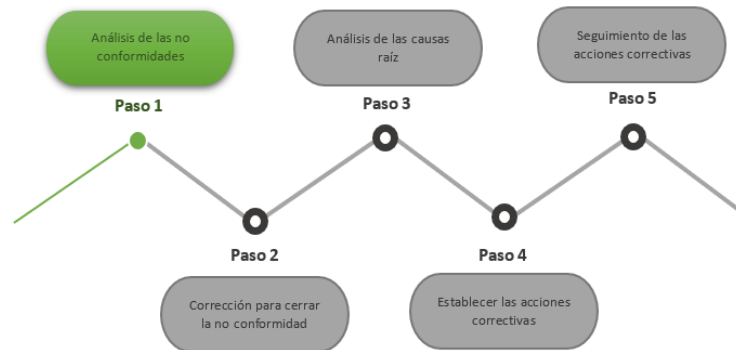 Análisis de las no
conformidades
Paso 1
Corrección para cerrar
la no conformidad
Paso 2
Análisis de las causas
raíz
Paso 3
Establecer las acciones
correctivas
Paso 4
Seguimiento de las
acciones correctivas
Paso 5